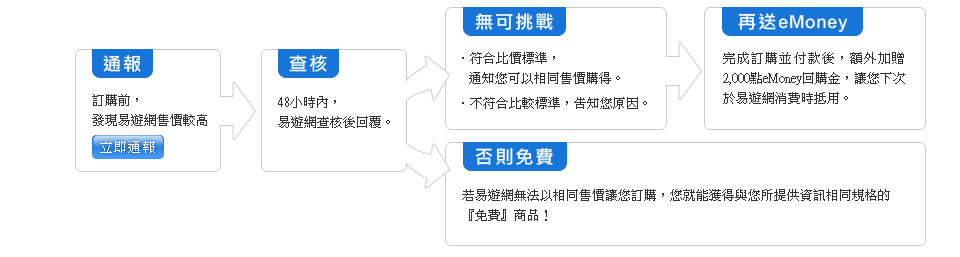 通報
訂購前，
發現易遊網售價較高
立即通報
查核
48小時內，
易遊網查核後回覆。
無可挑戰
·符合比價標準，
通知您可以相同售價購得。
·不符合比較標準，告知您原因。
再送eMoney
完成訂購並付款後，額外加贈
2,000點eMoney回購金，讓您下次
於易遊網消費時抵用。
否則免費
若易遊網無法以相同售價讓您訂購，您就能獲得與您所提供資訊相同規格的
『免費』商品！